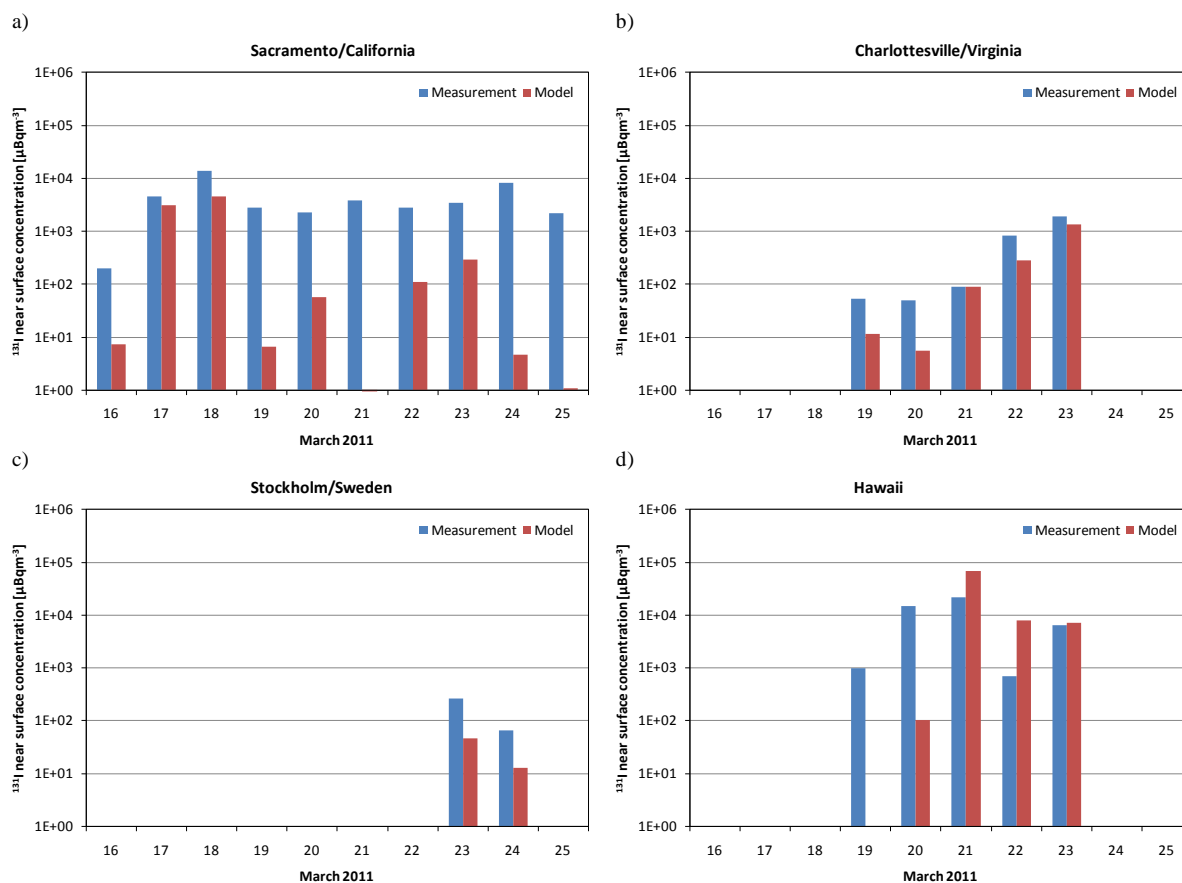 a)
Sacramento/California
Measurement Model
¹³¹I near surface concentration [µBqm⁻³]
1E+06
1E+05
1E+04
1E+03
1E+02
1E+01
1E+00
16 17 18 19 20 21 22 23 24 25
March 2011
b)
Charlottesville/Virginia
Measurement Model
¹³¹I near surface concentration [µBqm⁻³]
1E+06
1E+05
1E+04
1E+03
1E+02
1E+01
1E+00
16 17 18 19 20 21 22 23 24 25
March 2011
c)
Stockholm/Sweden
Measurement Model
¹³¹I near surface concentration [µBqm⁻³]
1E+06
1E+05
1E+04
1E+03
1E+02
1E+01
1E+00
16 17 18 19 20 21 22 23 24 25
March 2011
d)
Hawaii
Measurement Model
¹³¹I near surface concentration [µBqm⁻³]
1E+06
1E+05
1E+04
1E+03
1E+02
1E+01
1E+00
16 17 18 19 20 21 22 23 24 25
March 2011